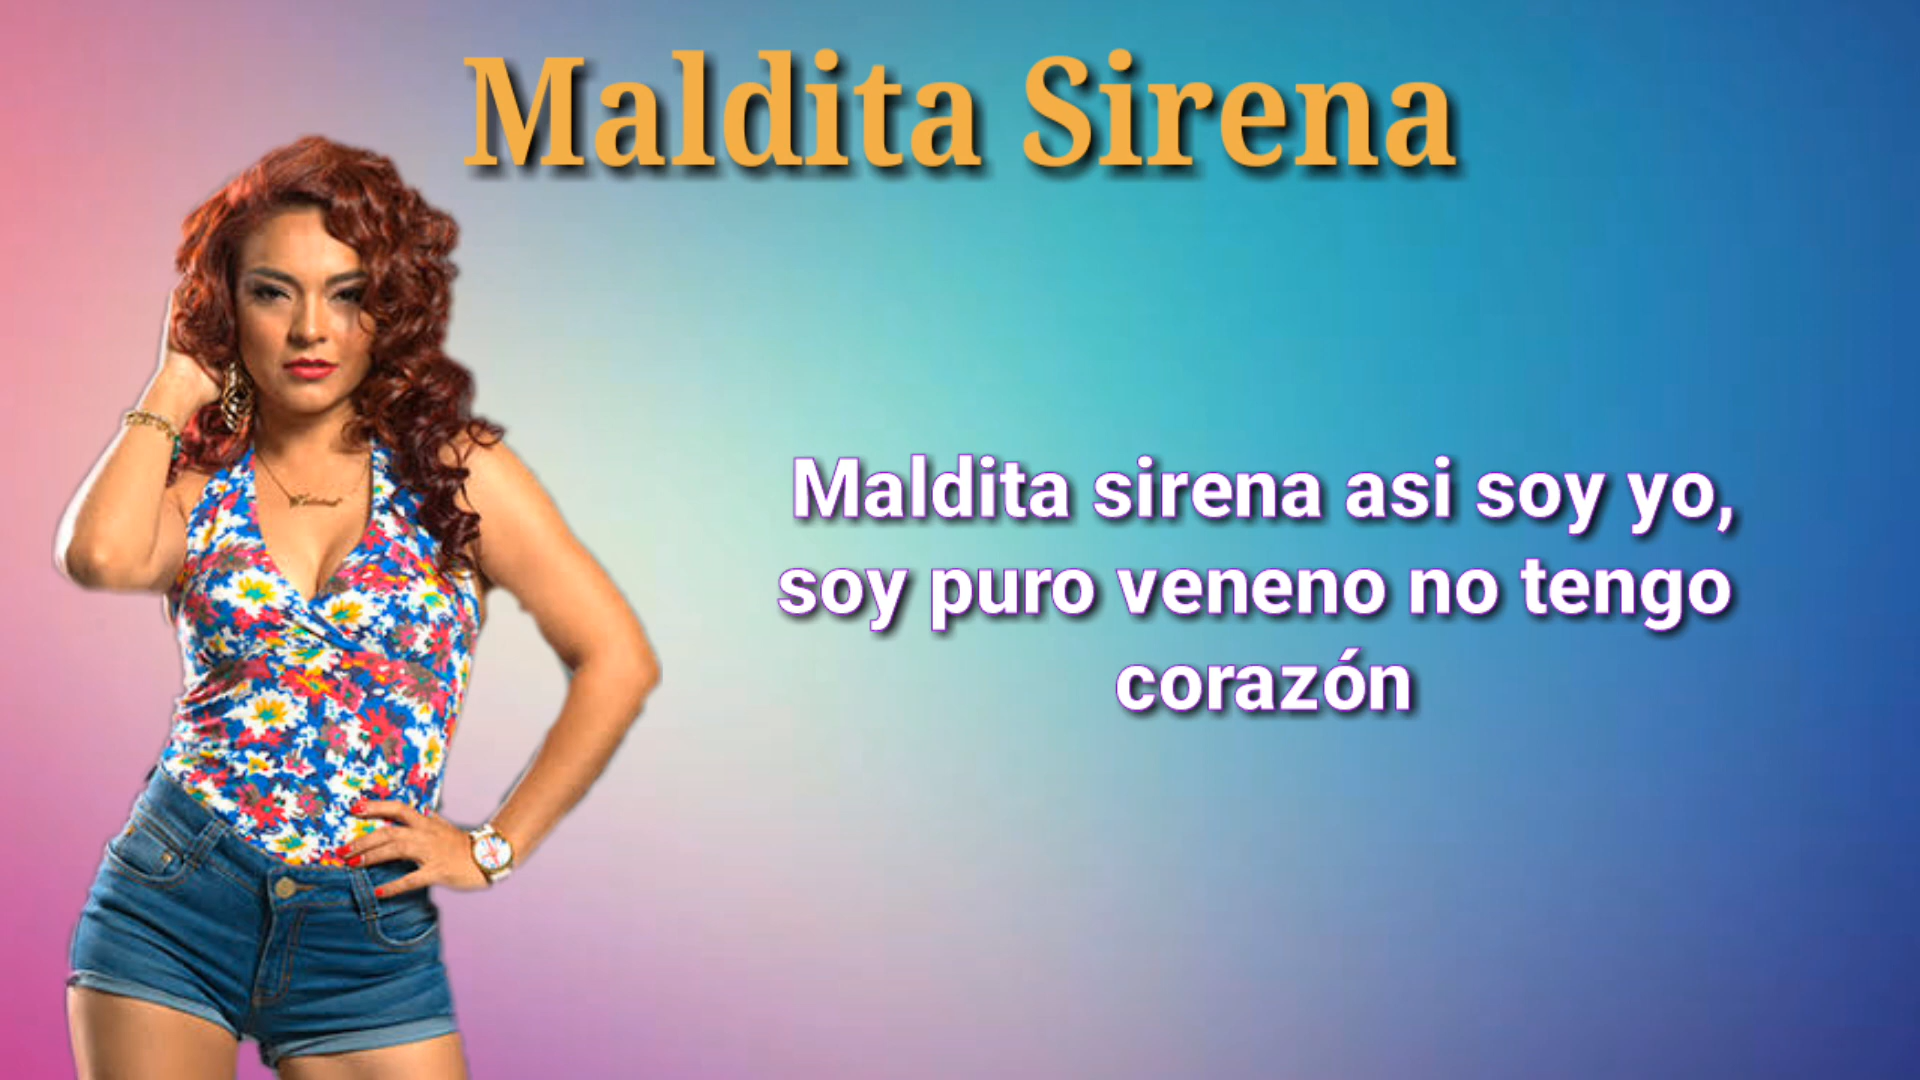 Maldita Sirena
Maldita sirena asi soy yo,
soy puro veneno no tengo
corazón